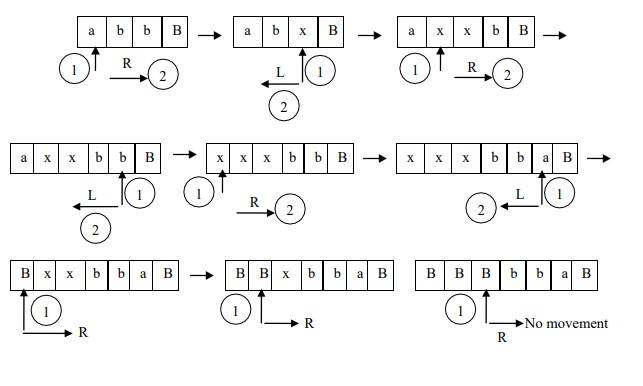 a b b B a b x B a x x b B
1 R 2 L 1 1 R 2
2
a x x b b B x x x b b B x x x b b a B
L 1 1 R 2 2 L 1
2
B x x b b a B B B x b b a B B B B b b a B
1 1 1
R R No movement
R